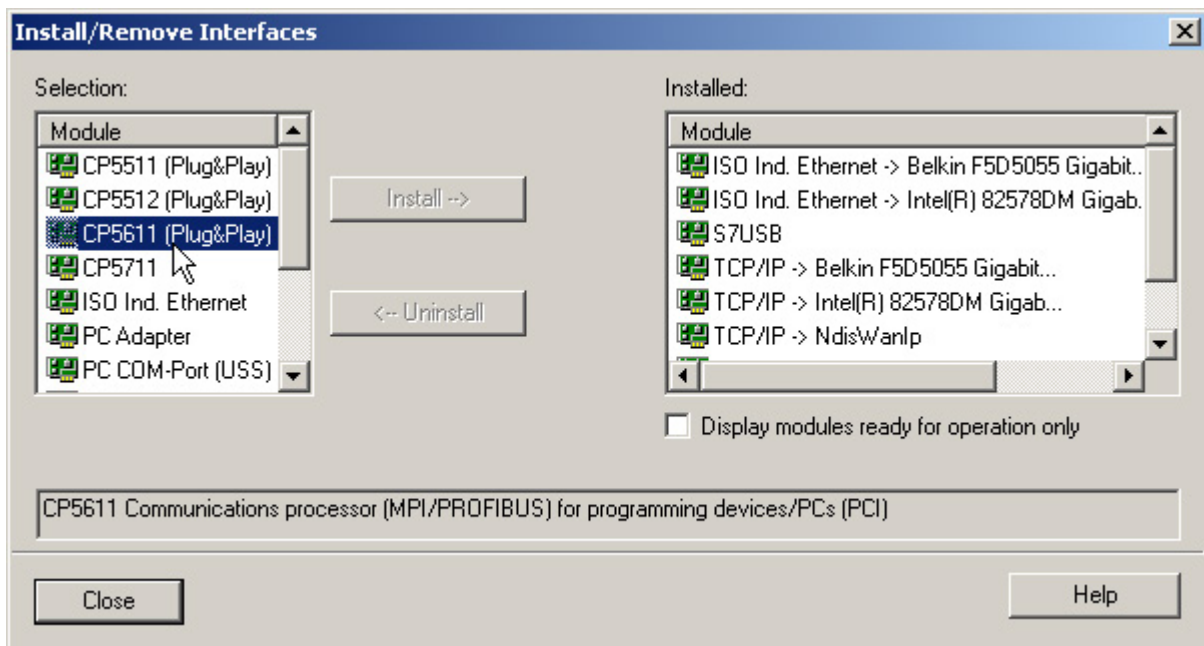 Install/Remove Interfaces
Selection:
Module
CP5511 (Plug&Play)
CP5512 (Plug&Play)
CP5611 (Plug&Play)
CP5711
ISO Ind. Ethernet
PC Adapter
PC COM-Port (USS)
Install -->
<-- Uninstall
Installed:
Module
ISO Ind. Ethernet -> Belkin F5D5055 Gigabit..
ISO Ind. Ethernet -> Intel(R) 82578DM Gigab.
S7USB
TCP/IP -> Belkin F5D5055 Gigabit...
TCP/IP -> Intel(R) 82578DM Gigab...
TCP/IP -> NdisWanIp
Display modules ready for operation only
CP5611 Communications processor (MPI/PROFIBUS) for programming devices/PCs (PCI)
Close
Help